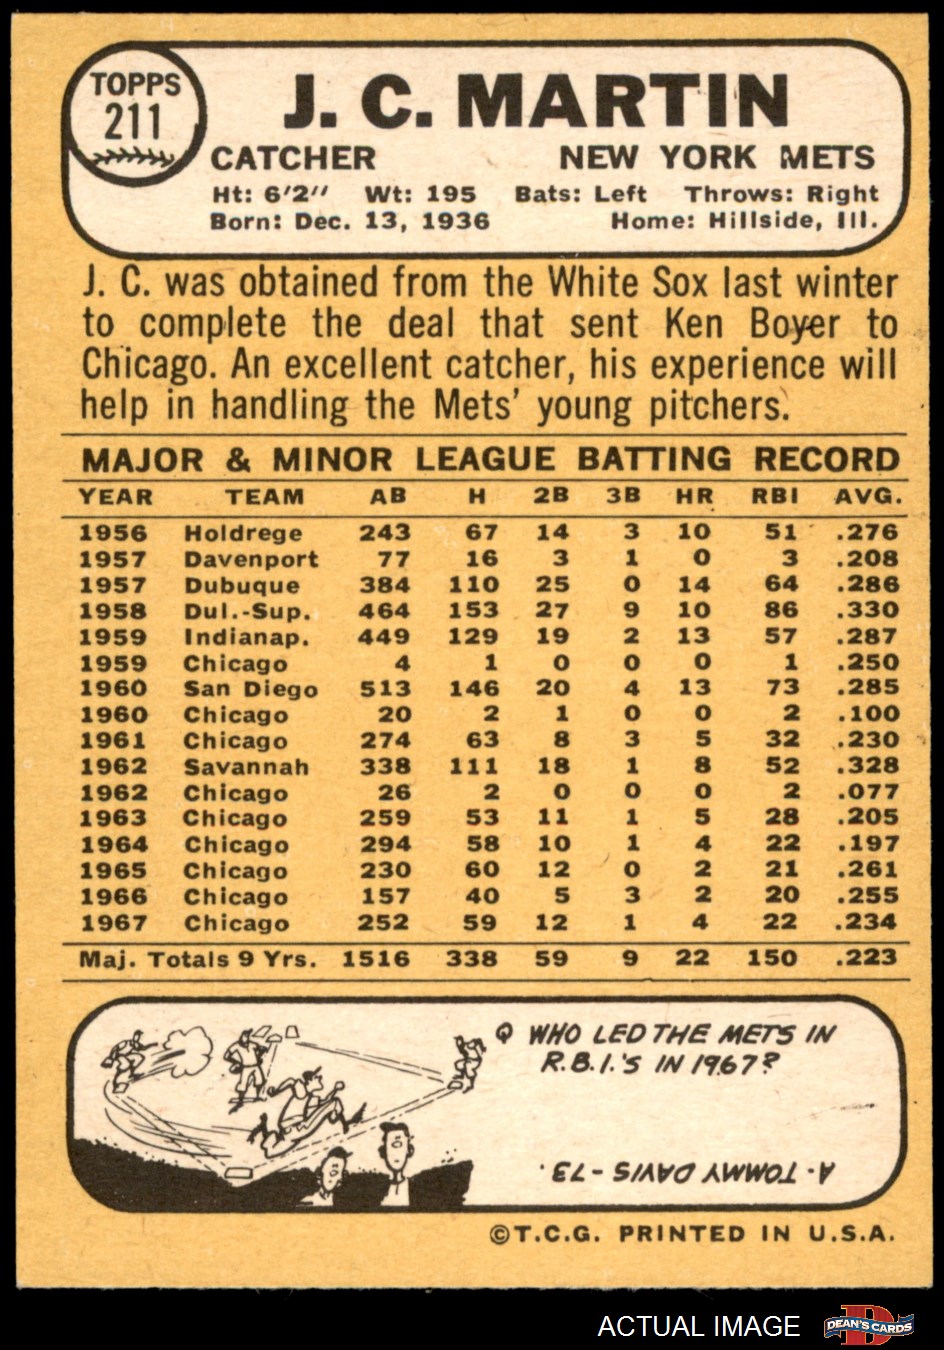 TOPPS
211
J. C. MARTIN
CATCHER NEW YORK METS
Ht: 6'2" Wt: 195 Bats: Left Throws: Right
Born: Dec. 13, 1936 Home: Hillside, Ill.
J. C. was obtained from the White Sox last winter
to complete the deal that sent Ken Boyer to
Chicago. An excellent catcher, his experience will
help in handling the Mets' young pitchers.
MAJOR & MINOR LEAGUE BATTING RECORD
YEAR TEAM AB H 2B 3B HR RBI AVG.
1956 Holdrege 243 67 14 3 10 51 .276
1957 Davenport 77 16 3 1 0 3 .208
1957 Dubuque 384 110 25 0 14 64 .286
1958 Dul.-Sup. 464 153 27 9 10 86 .330
1959 Indianap. 449 129 19 2 13 57 .287
1959 Chicago 4 1 0 0 0 1 .250
1960 San Diego 513 146 20 4 13 73 .285
1960 Chicago 20 2 1 0 0 2 .100
1961 Chicago 274 63 8 3 5 32 .230
1962 Savannah 338 111 18 1 8 52 .328
1962 Chicago 26 2 0 0 0 2 .077
1963 Chicago 259 53 11 1 5 28 .205
1964 Chicago 294 58 10 1 4 22 .197
1965 Chicago 230 60 12 0 2 21 .261
1966 Chicago 157 40 5 3 2 20 .255
1967 Chicago 252 59 12 1 4 22 .234
Maj. Totals 9 Yrs. 1516 338 59 9 22 150 .223
Q WHO LED THE METS IN
R.B.I.'S IN 1967?
A- TOMMY DAVIS - 73.
©T.C.G. PRINTED IN U.S.A.
ACTUAL IMAGE DEAN'S CARDS